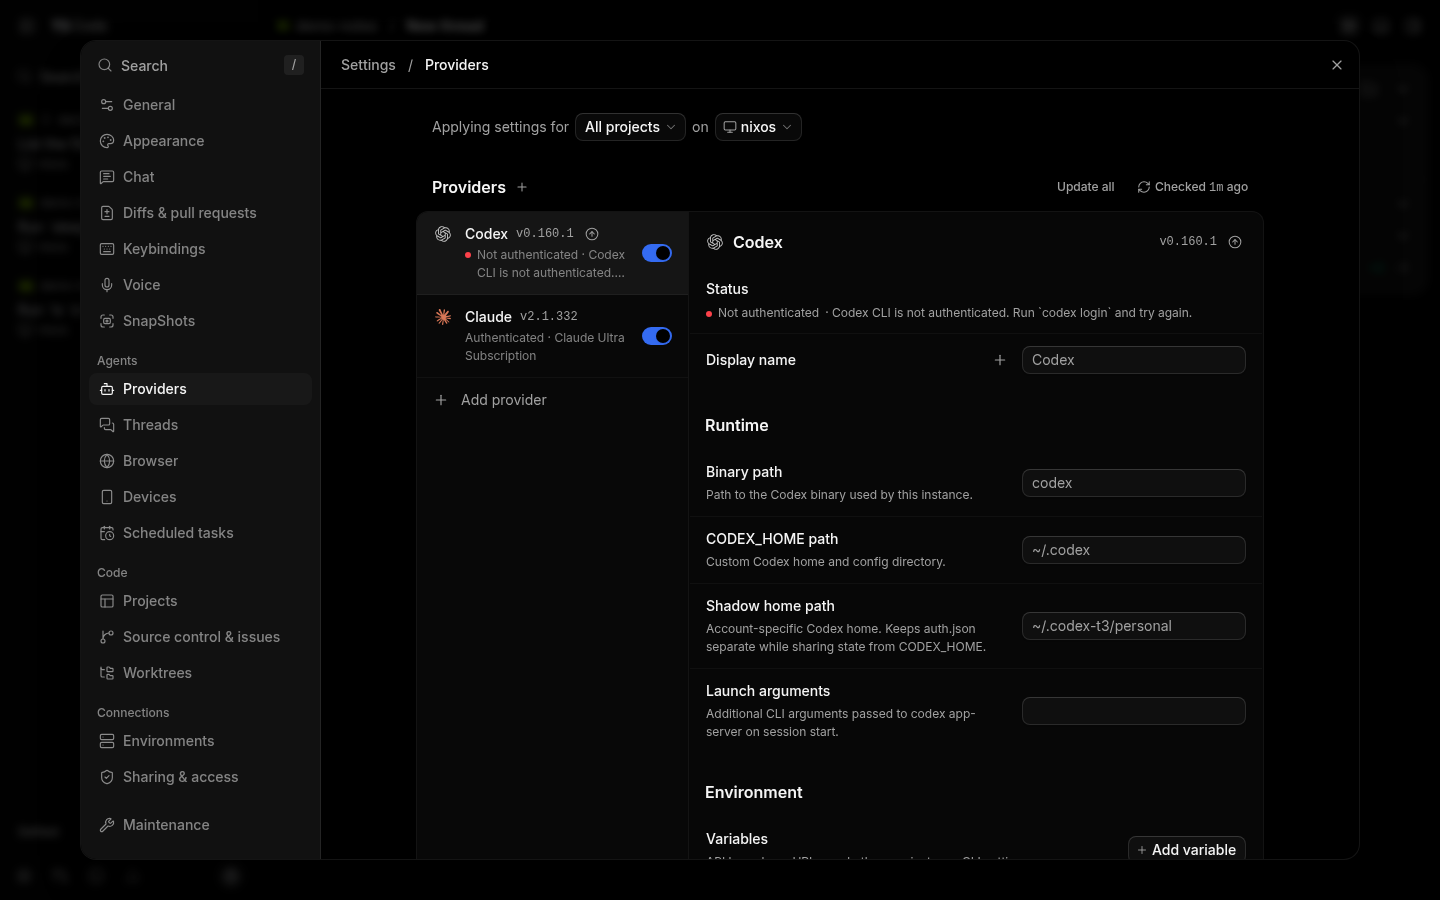 Search /
General
Appearance
Chat
Diffs & pull requests
Keybindings
Voice
SnapShots
Agents
Providers
Threads
Browser
Devices
Scheduled tasks
Code
Projects
Source control & issues
Worktrees
Connections
Environments
Sharing & access
Maintenance
Settings / Providers
Applying settings for All projects on nixos
Providers
Update all Checked 1m ago
Codex v0.160.1
Not authenticated · Codex
CLI is not authenticated....
Claude v2.1.332
Authenticated · Claude Ultra
Subscription
Add provider
Codex v0.160.1
Status
Not authenticated · Codex CLI is not authenticated. Run `codex login` and try again.
Display name Codex
Runtime
Binary path
Path to the Codex binary used by this instance.
codex
CODEX_HOME path
Custom Codex home and config directory.
~/.codex
Shadow home path
Account-specific Codex home. Keeps auth.json
separate while sharing state from CODEX_HOME.
~/.codex-t3/personal
Launch arguments
Additional CLI arguments passed to codex app-
server on session start.
Environment
Variables
Add variable